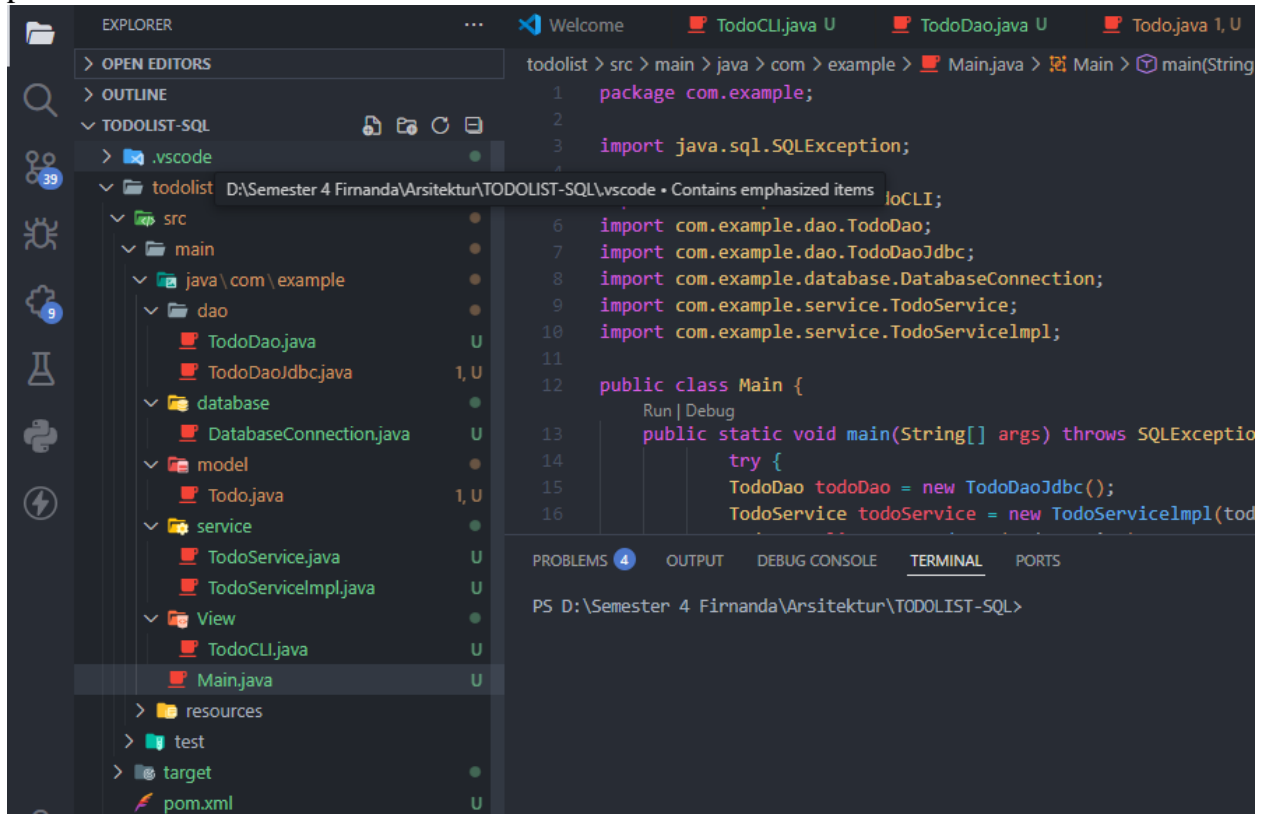 EXPLORER
OPEN EDITORS
OUTLINE
TODOLIST-SQL
.vscode
todolist
D:\Semester 4 Firnanda\Arsitektur\TODOLIST-SQL\.vscode • Contains emphasized items
src
main
java\com\example
dao
TodoDao.java U
TodoDaoJdbc.java 1, U
database
DatabaseConnection.java U
model
Todo.java 1, U
service
TodoService.java U
TodoServicelmpl.java U
View
TodoCLI.java U
Main.java U
resources
test
target
pom.xml U
39
9
Welcome TodoCLI.java U TodoDao.java U Todo.java 1, U
todolist > src > main > java > com > example > Main.java > Main > main(String
1 package com.example;
2
3 import java.sql.SQLException;
doCLI;
6 import com.example.dao.TodoDao;
7 import com.example.dao.TodoDaoJdbc;
8 import com.example.database.DatabaseConnection;
9 import com.example.service.TodoService;
10 import com.example.service.TodoServicelmpl;
11
12 public class Main {
Run | Debug
13 public static void main(String[] args) throws SQLExceptio
14 try {
15 TodoDao todoDao = new TodoDaoJdbc();
16 TodoService todoService = new TodoServicelmpl(tod
PROBLEMS 4 OUTPUT DEBUG CONSOLE TERMINAL PORTS
PS D:\Semester 4 Firnanda\Arsitektur\TODOLIST-SQL>